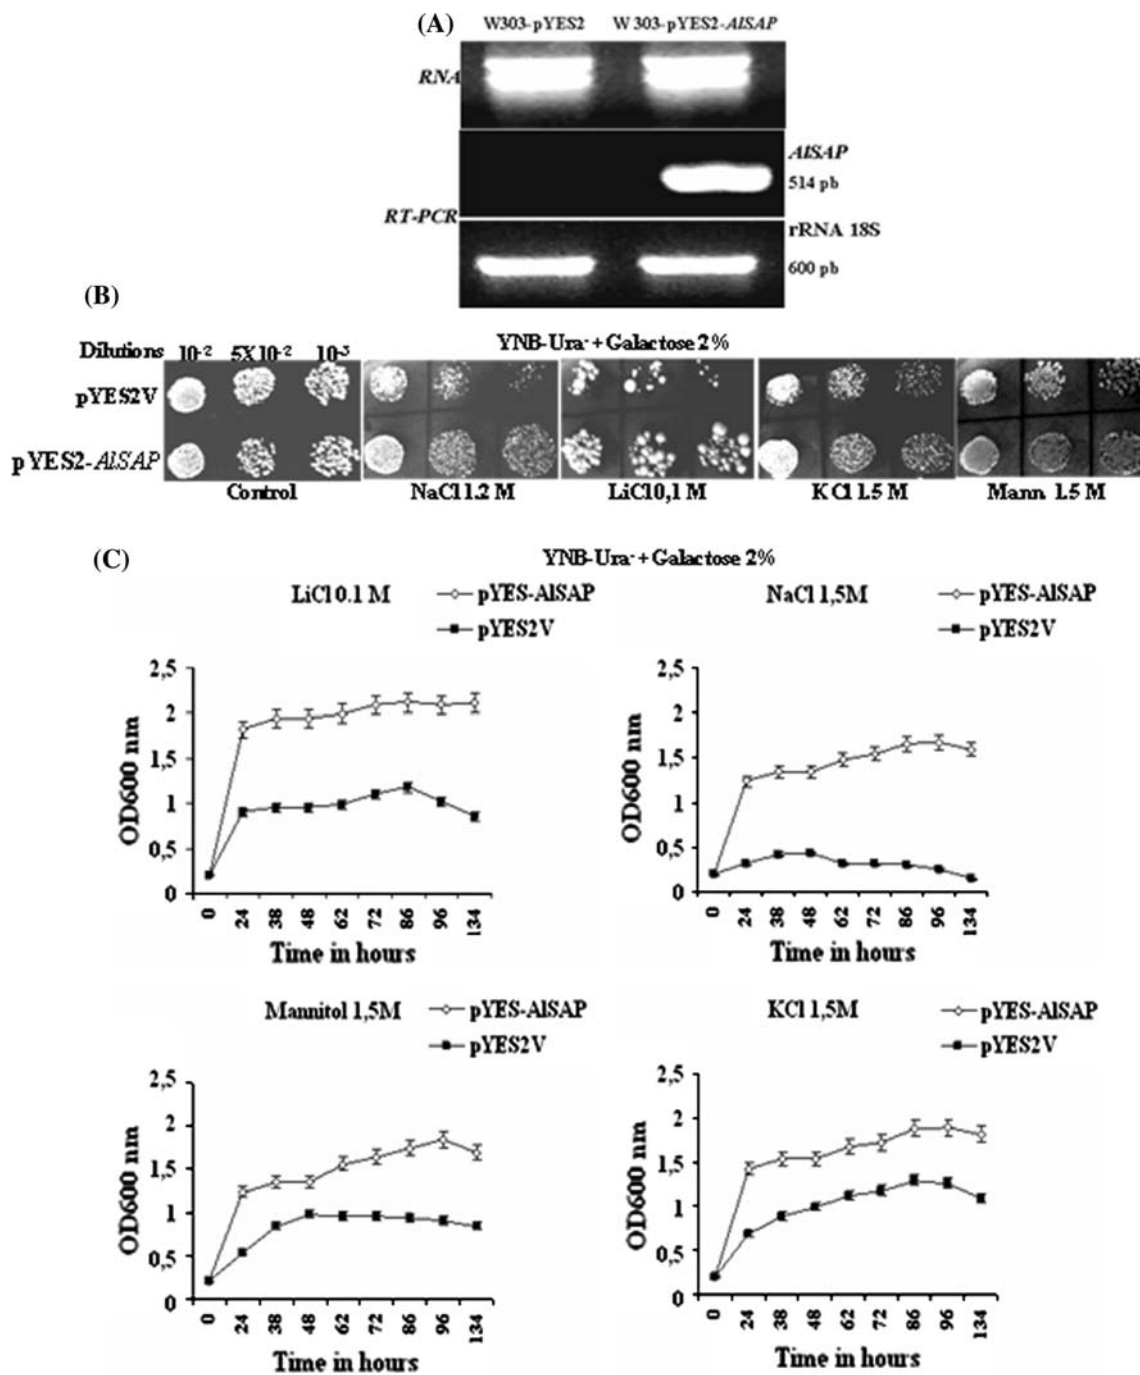 (A) W303-pYES2 W303-pYES2-AlSAP
RNA
AlSAP
514 pb
RT-PCR
rRNA 18S
600 pb
(B)
YNB-Ura- + Galactose 2%
Dilutions 10-2 5X10-2 10-3
pYES2V
pYES2-AlSAP
Control NaCl 1.2 M LiCl 0,1 M KCl 1.5 M Mann. 1.5 M
(C)
YNB-Ura- + Galactose 2%
LiCl 0.1 M
pYES-AlSAP
pYES2V
OD600 nm
2,5
2
1,5
1
0,5
0
0 24 38 48 62 72 86 96 134
Time in hours
NaCl 1,5M
pYES-AlSAP
pYES2V
OD600 nm
2,5
2
1,5
1
0,5
0
0 24 38 48 62 72 86 96 134
Time in hours
Mannitol 1,5M
pYES-AlSAP
pYES2V
OD600 nm
2,5
2
1,5
1
0,5
0
0 24 38 48 62 72 86 96 134
Time in hours
KCl 1,5M
pYES-AlSAP
pYES2V
OD600 nm
2,5
2
1,5
1
0,5
0
0 24 38 48 62 72 86 96 134
Time in hours